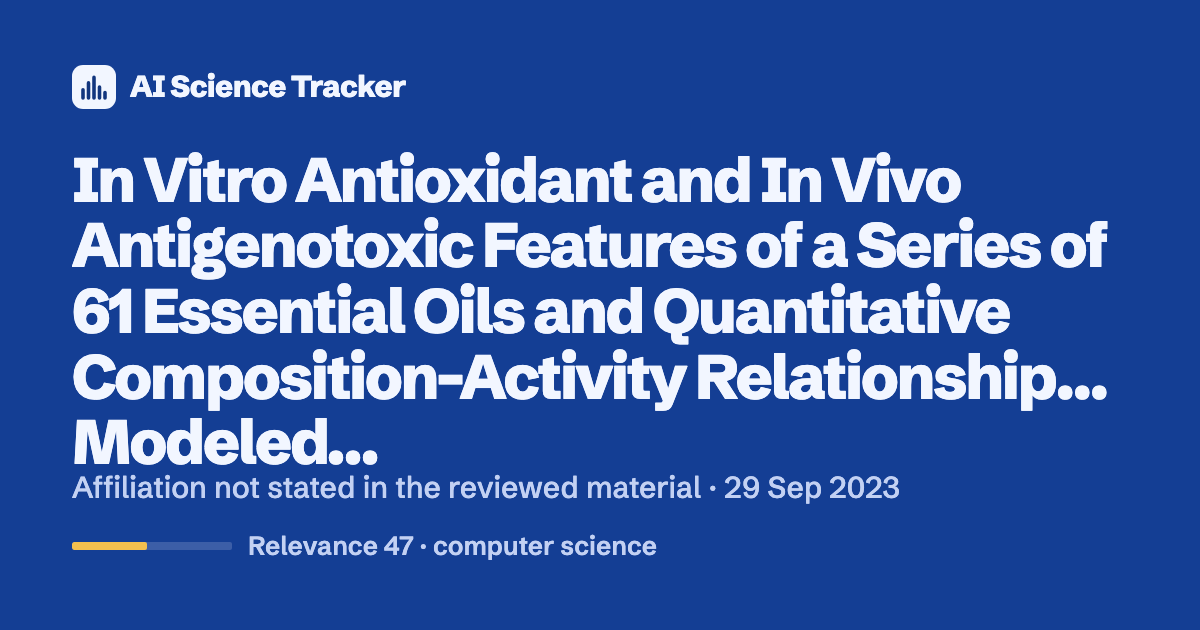 AI Science Tracker
In Vitro Antioxidant and In Vivo
Antigenotoxic Features of a Series of
61 Essential Oils and Quantitative
Composition–Activity Relationship...
Modeled...
Affiliation not stated in the reviewed material · 29 Sep 2023
Relevance 47 · computer science